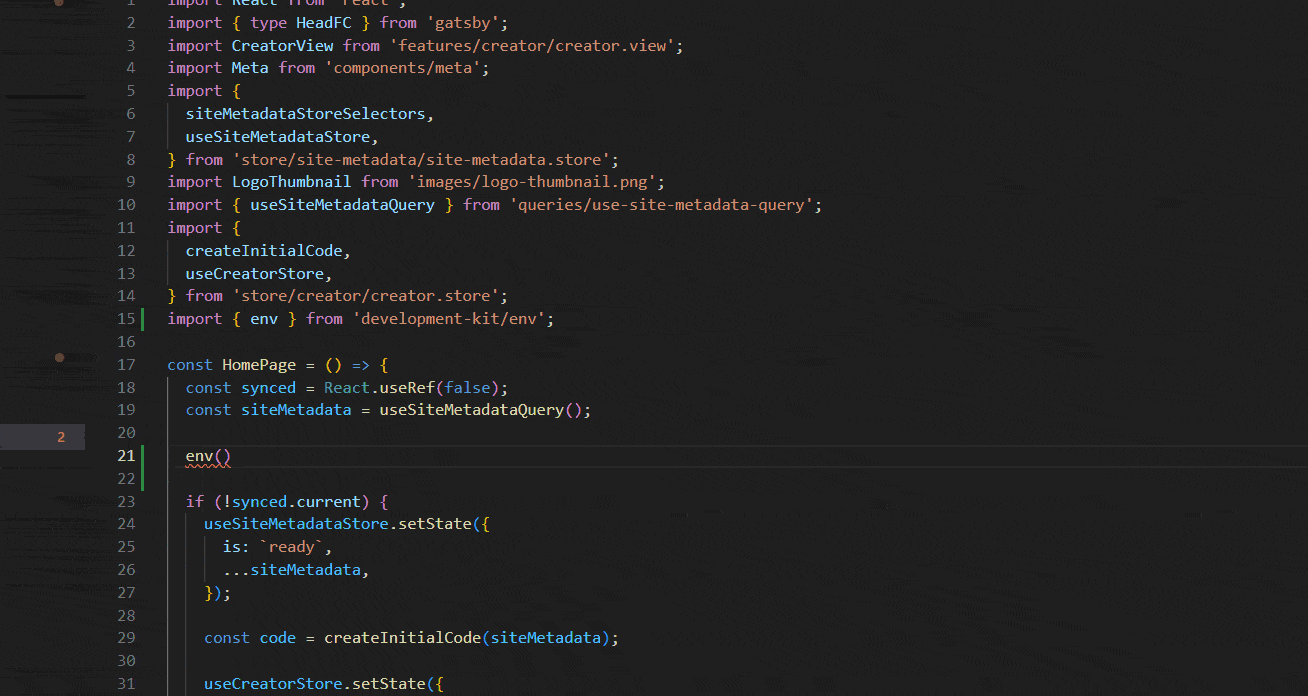 1 import React from 'react';
2 import { type HeadFC } from 'gatsby';
3 import CreatorView from 'features/creator/creator.view';
4 import Meta from 'components/meta';
5 import {
6 siteMetadataStoreSelectors,
7 useSiteMetadataStore,
8 } from 'store/site-metadata/site-metadata.store';
9 import LogoThumbnail from 'images/logo-thumbnail.png';
10 import { useSiteMetadataQuery } from 'queries/use-site-metadata-query';
11 import {
12 createInitialCode,
13 useCreatorStore,
14 } from 'store/creator/creator.store';
15 import { env } from 'development-kit/env';
16
17 const HomePage = () => {
18 const synced = React.useRef(false);
19 const siteMetadata = useSiteMetadataQuery();
20
2
21 env()
22
23 if (!synced.current) {
24 useSiteMetadataStore.setState({
25 is: `ready`,
26 ...siteMetadata,
27 });
28
29 const code = createInitialCode(siteMetadata);
30
31 useCreatorStore.setState({